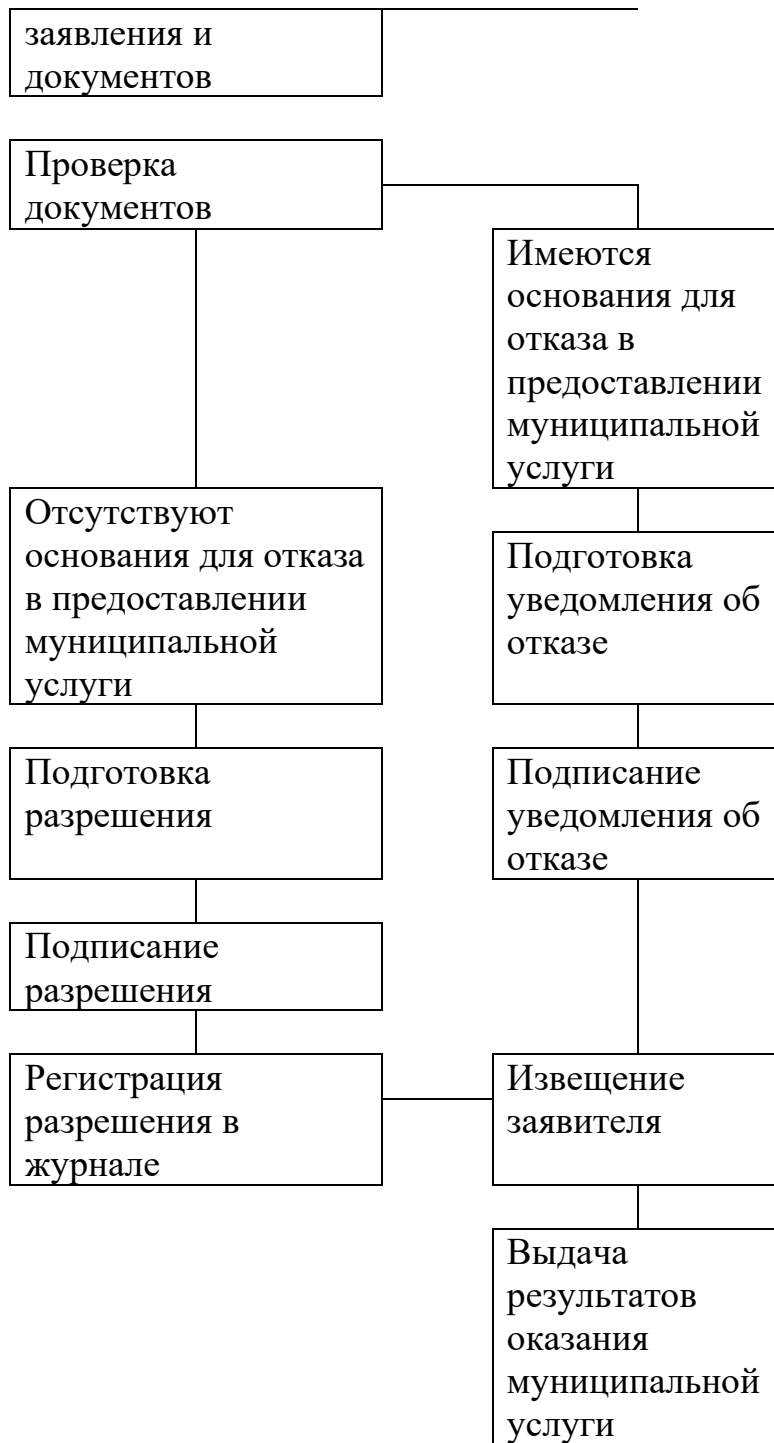 заявления и
документов
Проверка
документов
Имеются
основания для
отказа в
предоставлении
муниципальной
услуги
Отсутствуют
основания для отказа
в предоставлении
муниципальной
услуги
Подготовка
уведомления об
отказе
Подготовка
разрешения
Подписание
уведомления об
отказе
Подписание
разрешения
Регистрация
разрешения в
журнале
Извещение
заявителя
Выдача
результатов
оказания
муниципальной
услуги